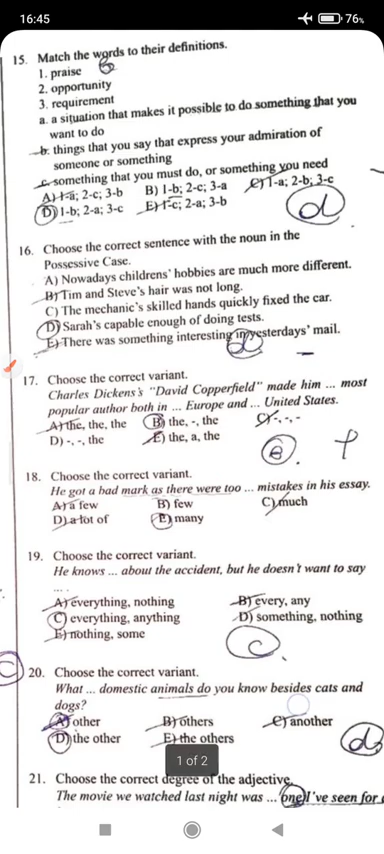 16:45
76%
15. Match the words to their definitions.
1. praise
2. opportunity
3. requirement
a. a situation that makes it possible to do something that you
want to do
b. things that you say that express your admiration of
someone or something
c. something that you must do, or something you need
A) 1-a; 2-c; 3-b B) 1-b; 2-c; 3-a C) 1-a; 2-b; 3-c
D) 1-b; 2-a; 3-c E) 1-c; 2-a; 3-b
d
16. Choose the correct sentence with the noun in the
Possessive Case.
A) Nowadays childrens' hobbies are much more different.
B) Tim and Steve's hair was not long.
C) The mechanic's skilled hands quickly fixed the car.
D) Sarah's capable enough of doing tests.
E) There was something interesting in yesterdays' mail.
17. Choose the correct variant.
Charles Dickens's "David Copperfield" made him ... most
popular author both in ... Europe and ... United States.
A) the, the, the B) the, -, the C) -, -, -
D) -, -, the E) the, a, the
18. Choose the correct variant.
He got a bad mark as there were too ... mistakes in his essay.
A) a few B) few C) much
D) a lot of E) many
19. Choose the correct variant.
He knows ... about the accident, but he doesn't want to say
... .
A) everything, nothing B) every, any
C) everything, anything D) something, nothing
E) nothing, some
C.
20. Choose the correct variant.
What ... domestic animals do you know besides cats and
dogs?
A) other B) others C) another
D) the other E) the others
d
1 of 2
21. Choose the correct degree of the adjective.
The movie we watched last night was ... one I've seen for